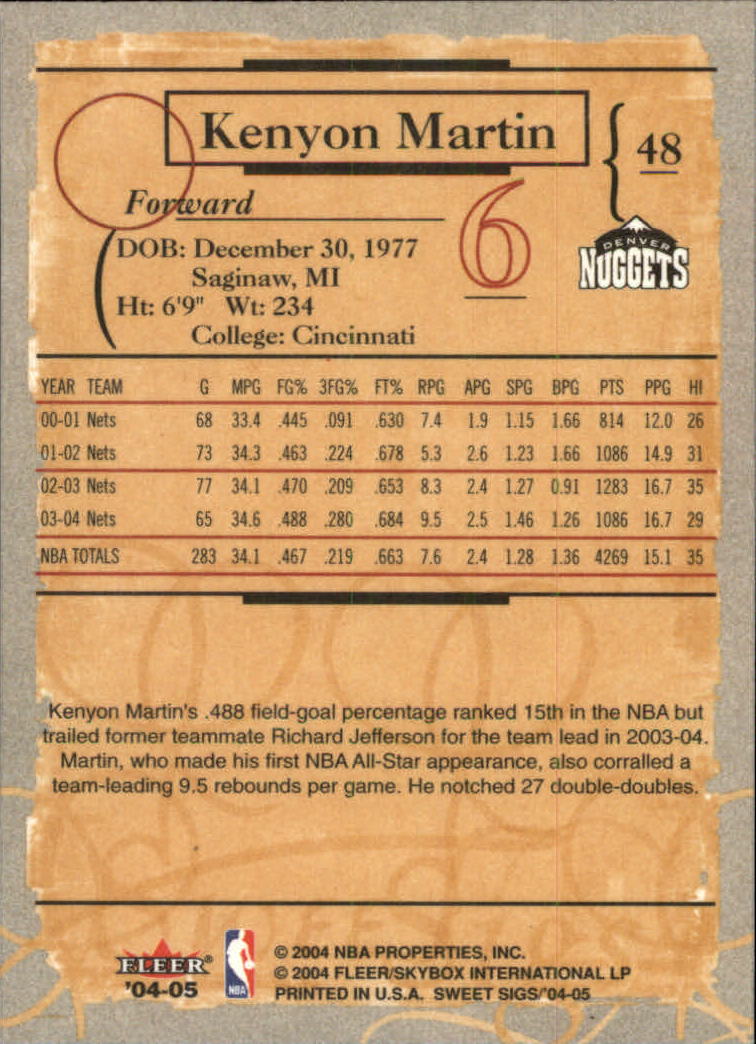 Kenyon Martin
48
Forward
6
DENVER
NUGGETS
DOB: December 30, 1977
Saginaw, MI
Ht: 6'9" Wt: 234
College: Cincinnati
YEAR TEAM G MPG FG% 3FG% FT% RPG APG SPG BPG PTS PPG HI
00-01 Nets 68 33.4 .445 .091 .630 7.4 1.9 1.15 1.66 814 12.0 26
01-02 Nets 73 34.3 .463 .224 .678 5.3 2.6 1.23 1.66 1086 14.9 31
02-03 Nets 77 34.1 .470 .209 .653 8.3 2.4 1.27 0.91 1283 16.7 35
03-04 Nets 65 34.6 .488 .280 .684 9.5 2.5 1.46 1.26 1086 16.7 29
NBA TOTALS 283 34.1 .467 .219 .663 7.6 2.4 1.28 1.36 4269 15.1 35
Kenyon Martin's .488 field-goal percentage ranked 15th in the NBA but
trailed former teammate Richard Jefferson for the team lead in 2003-04.
Martin, who made his first NBA All-Star appearance, also corralled a
team-leading 9.5 rebounds per game. He notched 27 double-doubles.
FLEER®
'04-05
NBA
© 2004 NBA PROPERTIES, INC.
© 2004 FLEER/SKYBOX INTERNATIONAL LP
PRINTED IN U.S.A. SWEET SIGS/'04-05